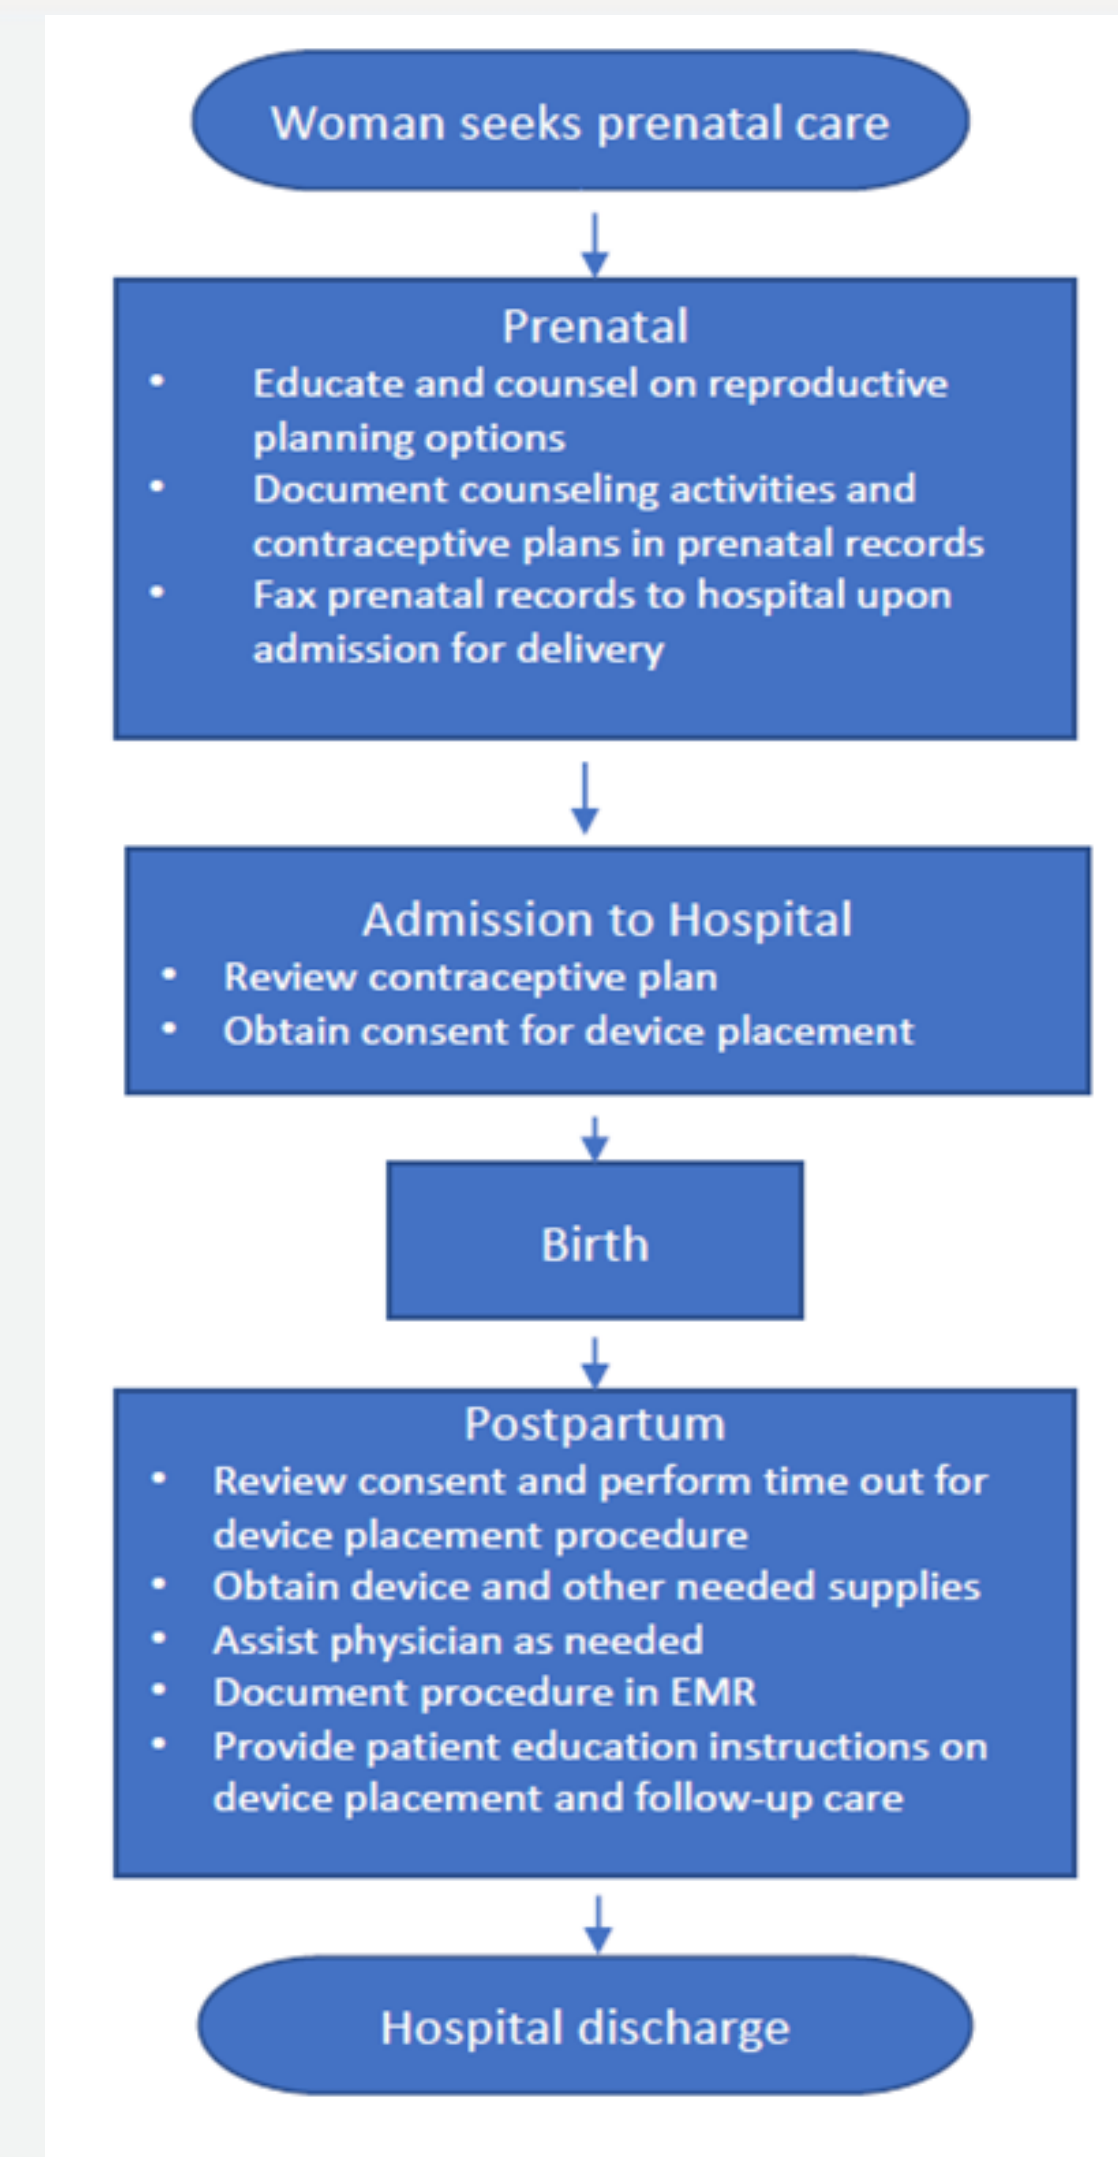 Woman seeks prenatal care
Prenatal
• Educate and counsel on reproductive
planning options
• Document counseling activities and
contraceptive plans in prenatal records
• Fax prenatal records to hospital upon
admission for delivery
Admission to Hospital
• Review contraceptive plan
• Obtain consent for device placement
Birth
Postpartum
• Review consent and perform time out for
device placement procedure
• Obtain device and other needed supplies
• Assist physician as needed
• Document procedure in EMR
• Provide patient education instructions on
device placement and follow-up care
Hospital discharge